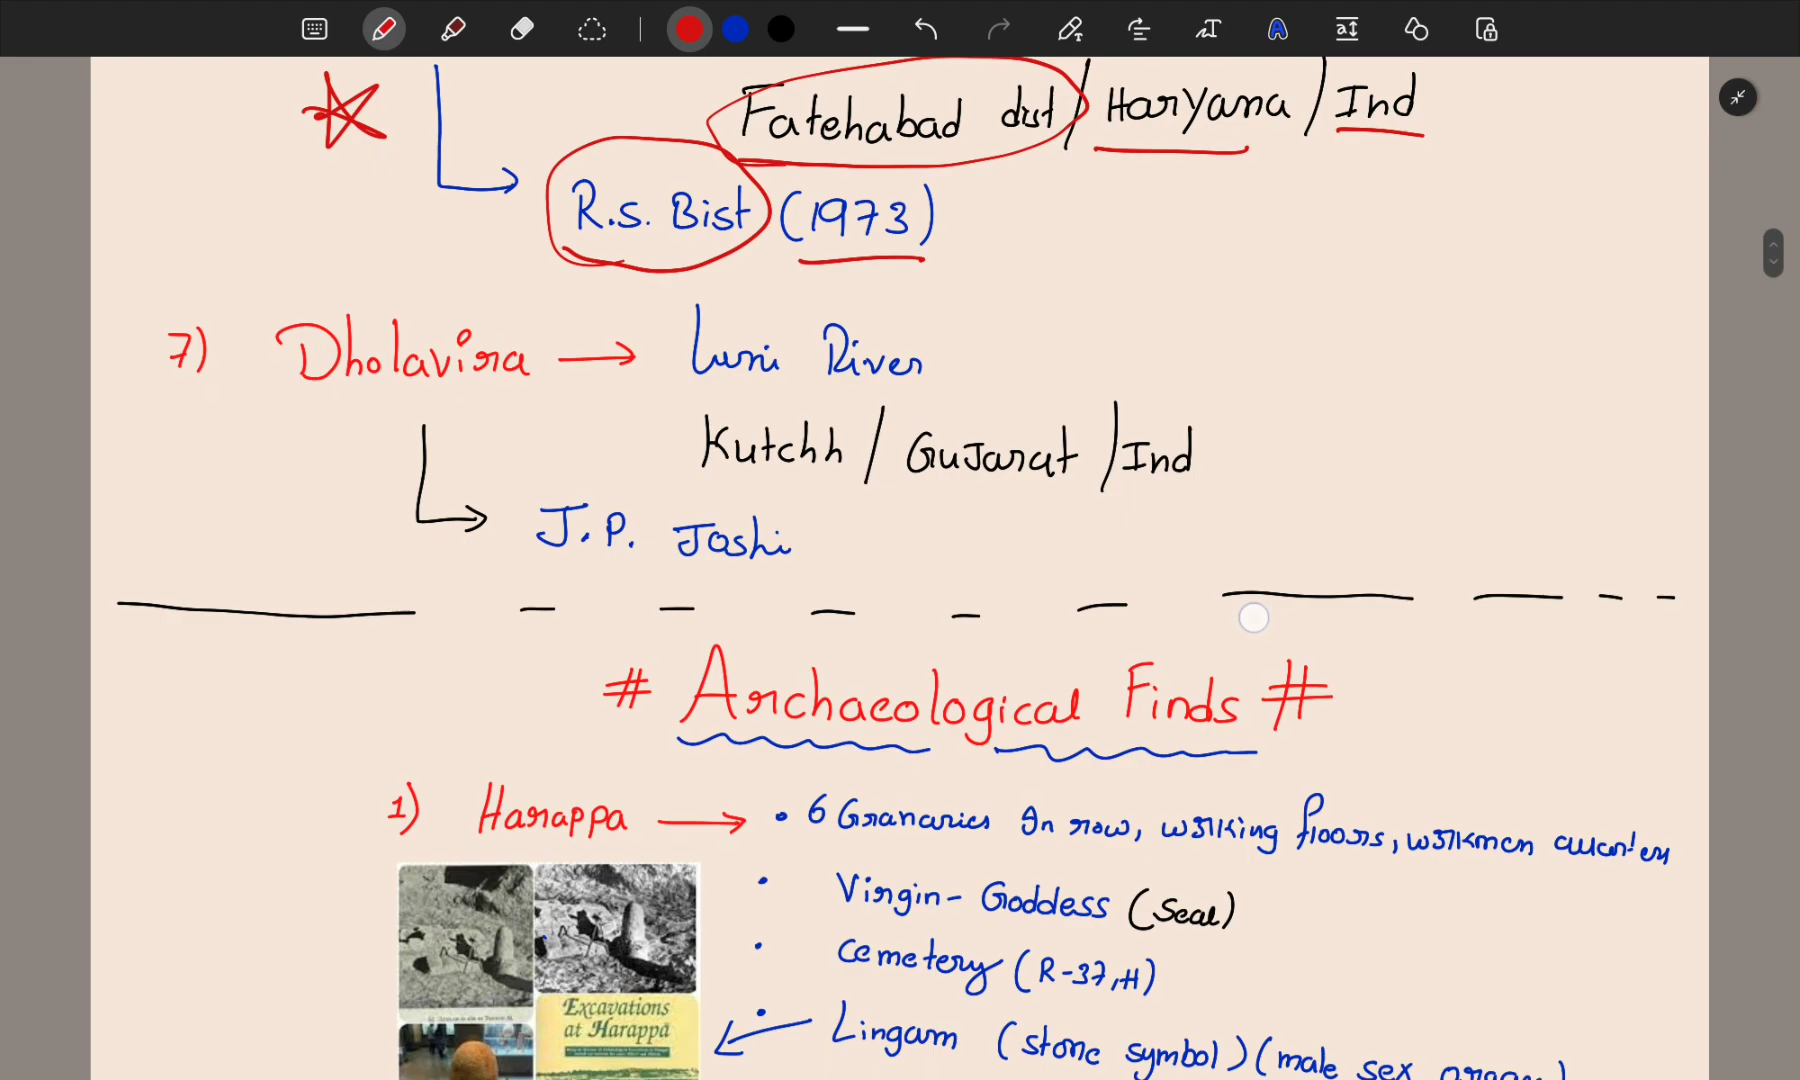 Fatehabad dist / Haryana / Ind
R.S. Bist (1973)
7) Dholavira → Luni River
Kutchh / Gujarat / Ind
J.P. Joshi
# Archaeological Finds #
1) Harappa → • 6 Granaries In row, working floors, workmen quarters
• Virgin-Goddess (Seal)
• Cemetery (R-37, H)
Excavations
at Harappa
• Lingam (stone symbol) (male sex organ)